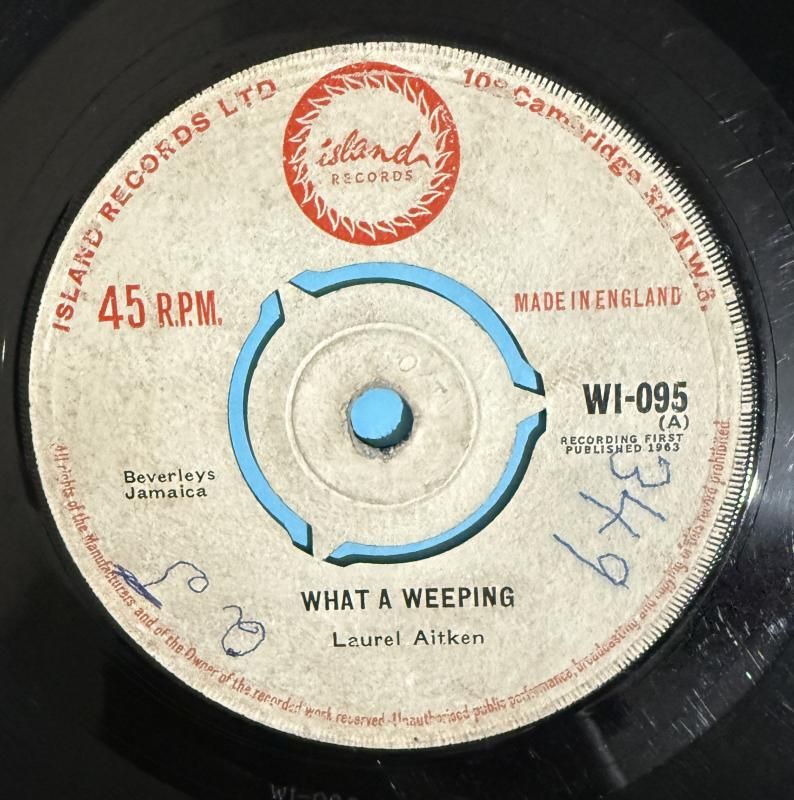 ISLAND RECORDS LTD
108 Cambridge Rd. N.W.6.
island
RECORDS
45 R.P.M.
MADE IN ENGLAND
WI-095
(A)
RECORDING FIRST
PUBLISHED 1963
349
Beverleys
Jamaica
WHAT A WEEPING
Laurel Aitken
All rights of the Manufacturers and of the Owner of the recorded work reserved. Unauthorised public performance, broadcasting and copying of this record prohibited